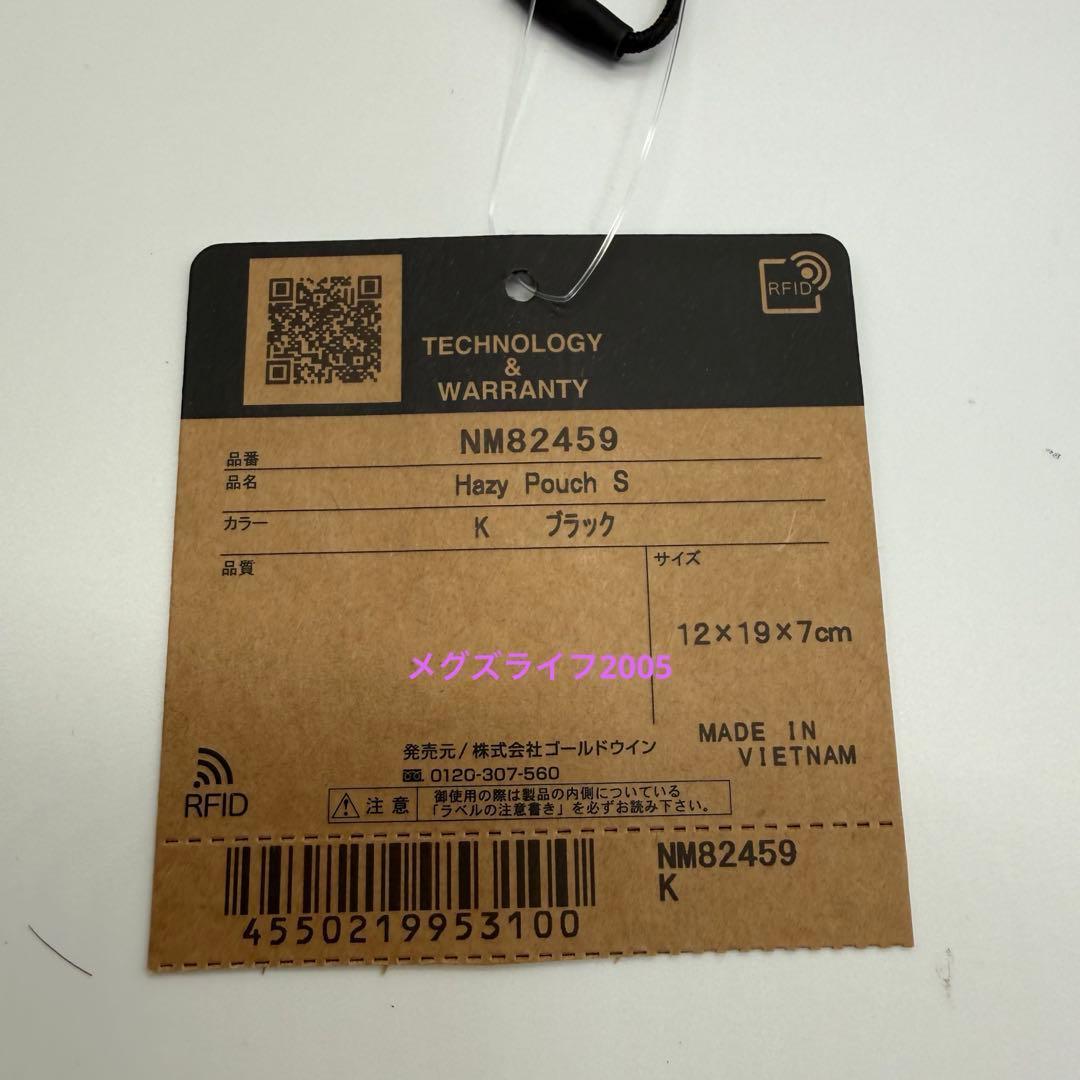 RFID
TECHNOLOGY
&
WARRANTY
品番 NM82459
品名 Hazy Pouch S
カラー K ブラック
品質
サイズ
12×19×7cm
メグズライフ2005
MADE IN
VIETNAM
発売元/株式会社ゴールドウイン
0120-307-560
RFID
注意
御使用の際は製品の内側についている
「ラベルの注意書き」を必ずお読み下さい。
NM82459
K
4550219953100